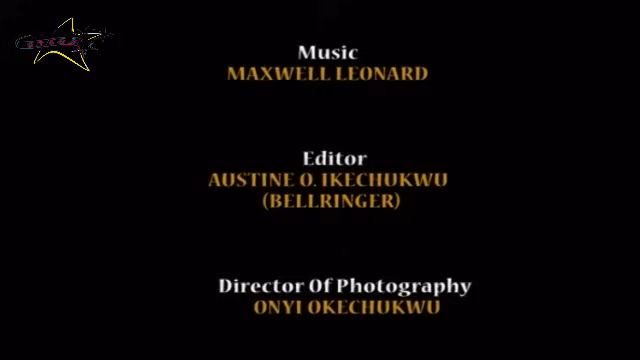 Music
MAXWELL LEONARD
Editor
AUSTINE O. IKECHUKWU
(BELLRINGER)
Director Of Photography
ONYI OKECHUKWU